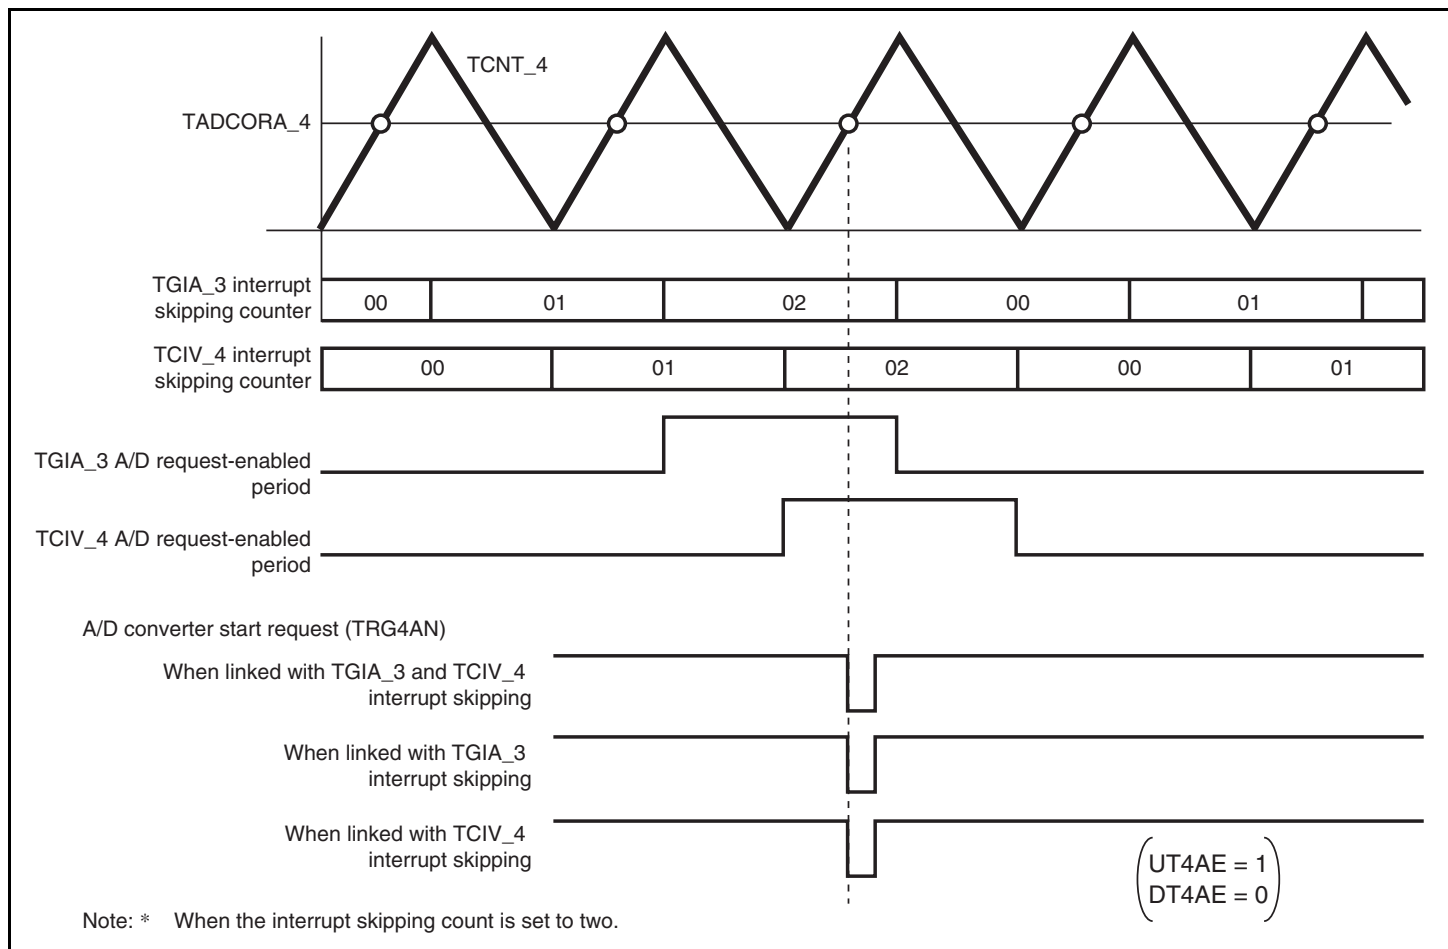 TCNT_4
TADCORA_4
TGIA_3 interrupt
skipping counter
00
01
02
00
01
TCIV_4 interrupt
skipping counter
00
01
02
00
01
TGIA_3 A/D request-enabled
period
TCIV_4 A/D request-enabled
period
A/D converter start request (TRG4AN)
When linked with TGIA_3 and TCIV_4
interrupt skipping
When linked with TGIA_3
interrupt skipping
When linked with TCIV_4
interrupt skipping
UT4AE = 1
DT4AE = 0
Note: * When the interrupt skipping count is set to two.